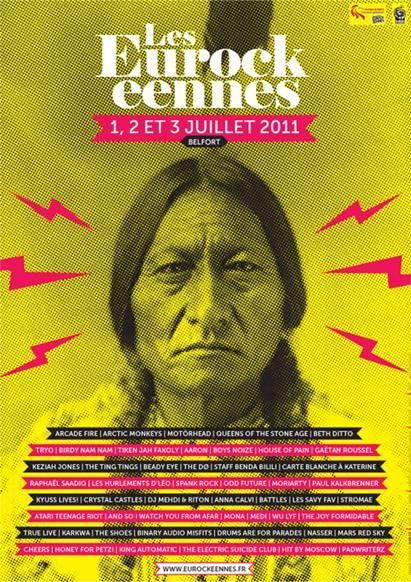 Les
Eurock
eennes
1, 2 ET 3 JUILLET 2011
BELFORT
ARCADE FIRE | ARCTIC MONKEYS | MOTÖRHEAD | QUEENS OF THE STONE AGE | BETH DITTO
TRYO | BIRDY NAM NAM | TIKEN JAH FAKOLY | AARON | BOYS NOIZE | HOUSE OF PAIN | GAËTAN ROUSSEL
KEZIAH JONES | THE TING TINGS | BEADY EYE | THE DØ | STAFF BENDA BILILI | CARTE BLANCHE À KATERINE
RAPHAEL SAADIQ | LES HURLEMENTS D'LÉO | SPANK ROCK | ODD FUTURE | MORIARTY | PAUL KALKBRENNER
KYUSS LIVES! | CRYSTAL CASTLES | DJ MEHDI & RITON | ANNA CALVI | BATTLES | LES SAVY FAV | STROMAE
ATARI TEENAGE RIOT | AND SO I WATCH YOU FROM AFAR | MONA | MEDI | WU LYF | THE JOY FORMIDABLE
TRUE LIVE | KARKWA | THE SHOES | BINARY AUDIO MISFITS | DRUMS ARE FOR PARADES | NASSER | MARS RED SKY
CHEERS | HONEY FOR PETZI | KING AUTOMATIC | THE ELECTRIC SUICIDE CLUB | HIT BY MOSCOW | PADWRITERZ
WWW.EUROCKEENNES.FR